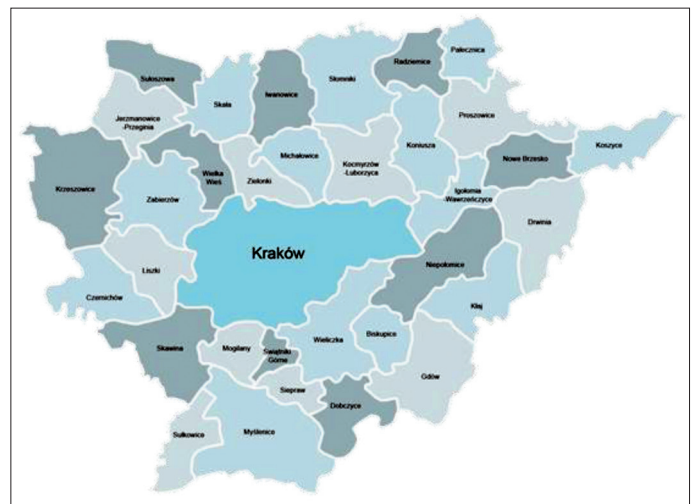 Pałecznica
Słomniki
Radziemice
Sułoszowa
Iwanowice
Skała
Proszowice
Jerzmanowice
-Przeginia
Koniusza
Koszyce
Michałowice
Nowe Brzesko
Kocmyrzów
-Luborzyca
Wielka
Wieś
Zielonki
Krzeszowice
Igołomia
-Wawrzeńczyce
Zabierzów
Drwinia
Kraków
Niepołomice
Liszki
Czernichów
Kłaj
Wieliczka
Biskupice
Skawina
Mogilany
Świątniki
Górne
Gdów
Siepraw
Dobczyce
Myślenice
Sułkowice